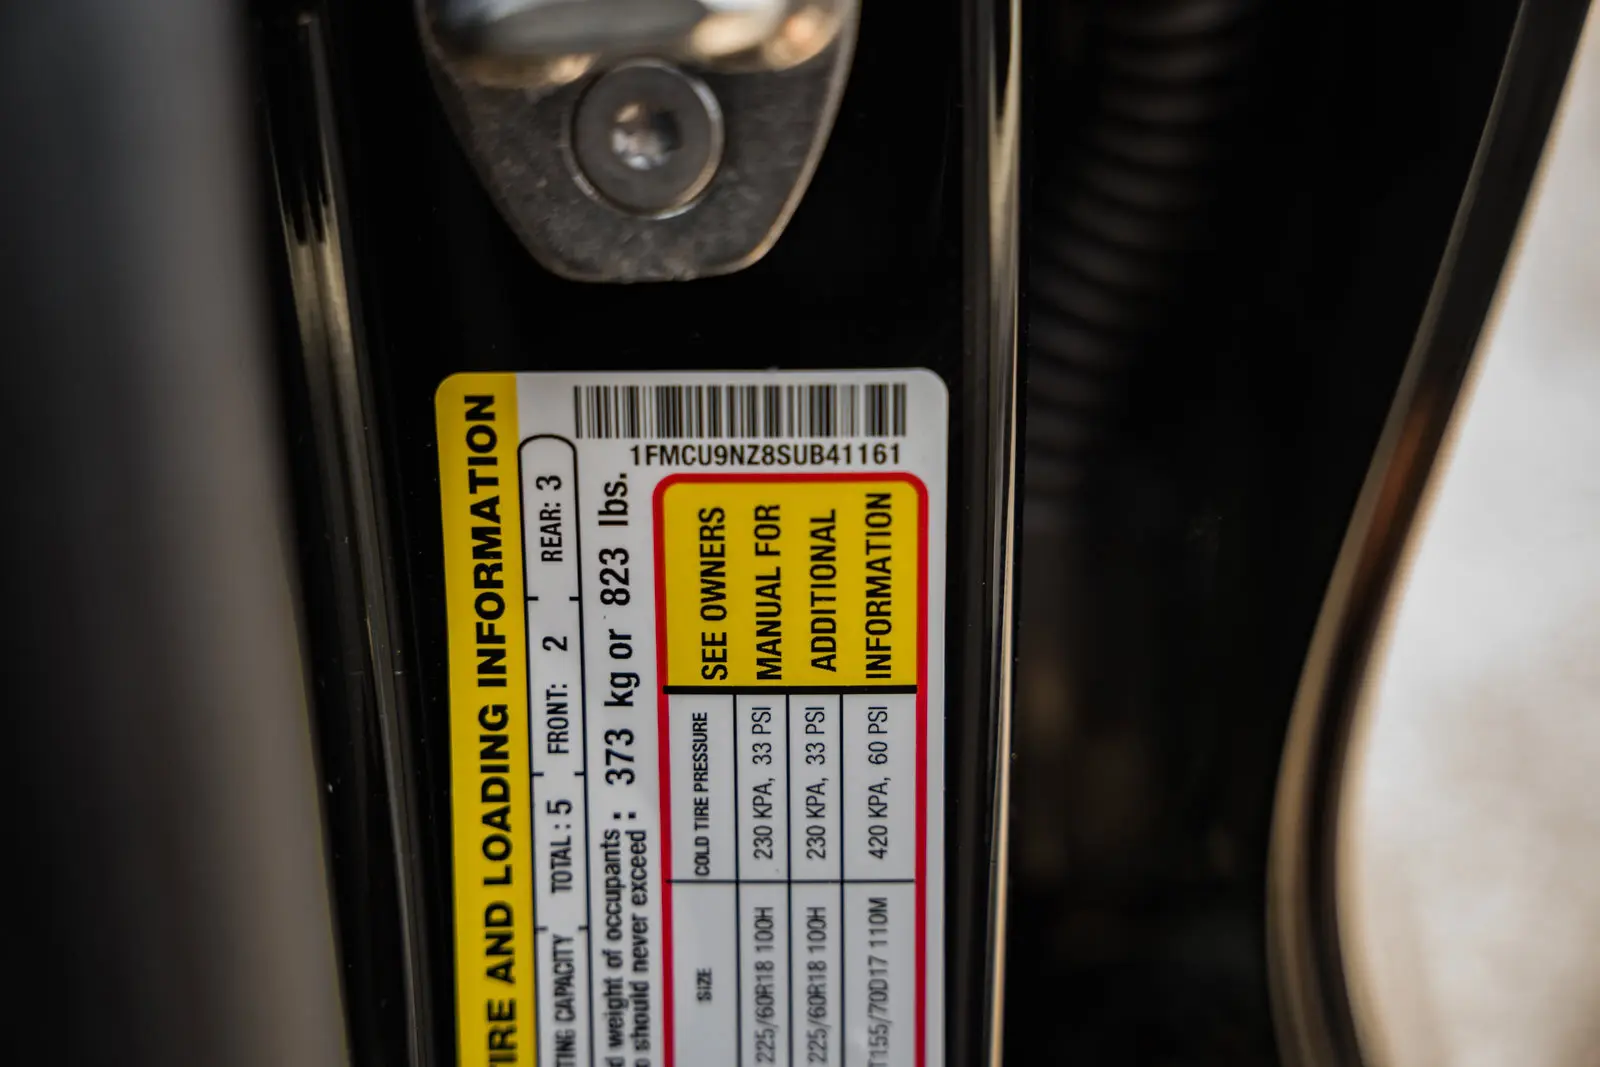 TIRE AND LOADING INFORMATION
TING CAPACITY TOTAL : 5 FRONT: 2 REAR: 3
d weight of occupants :
o should never exceed : 373 kg or 823 lbs.
1FMCU9NZ8SUB41161
SIZE COLD TIRE PRESSURE SEE OWNERS
225/60R18 100H 230 KPA, 33 PSI MANUAL FOR
225/60R18 100H 230 KPA, 33 PSI ADDITIONAL
T155/70D17 110M 420 KPA, 60 PSI INFORMATION